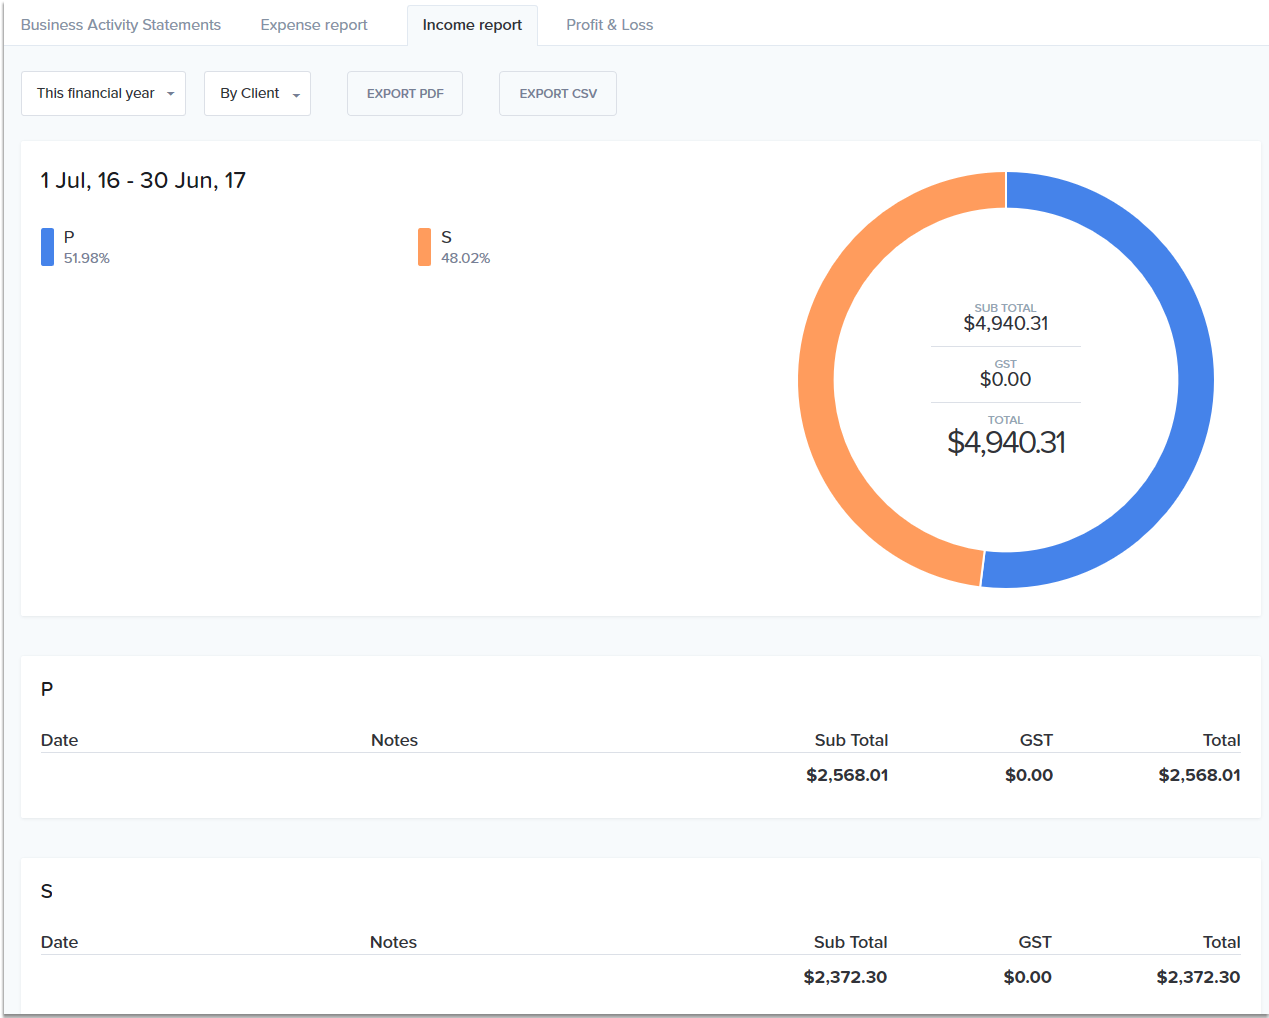 Business Activity Statements Expense report Income report Profit & Loss
This financial year By Client EXPORT PDF EXPORT CSV
1 Jul, 16 - 30 Jun, 17
P S
51.98% 48.02%
SUB TOTAL
$4,940.31
GST
$0.00
TOTAL
$4,940.31
P
Date Notes Sub Total GST Total
$2,568.01 $0.00 $2,568.01
S
Date Notes Sub Total GST Total
$2,372.30 $0.00 $2,372.30